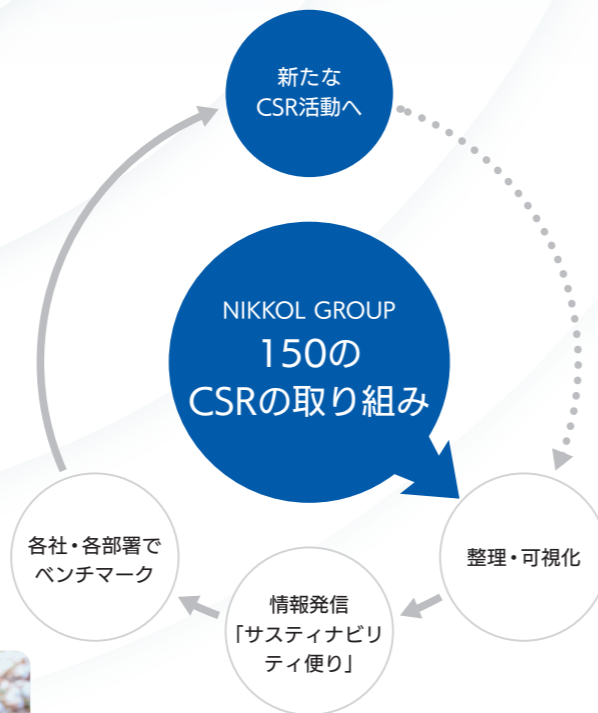 新たな
CSR活動へ
NIKKOL GROUP
150の
CSRの取り組み
整理・可視化
情報発信
「サスティナビリ
ティ便り」
各社・各部署で
ベンチマーク